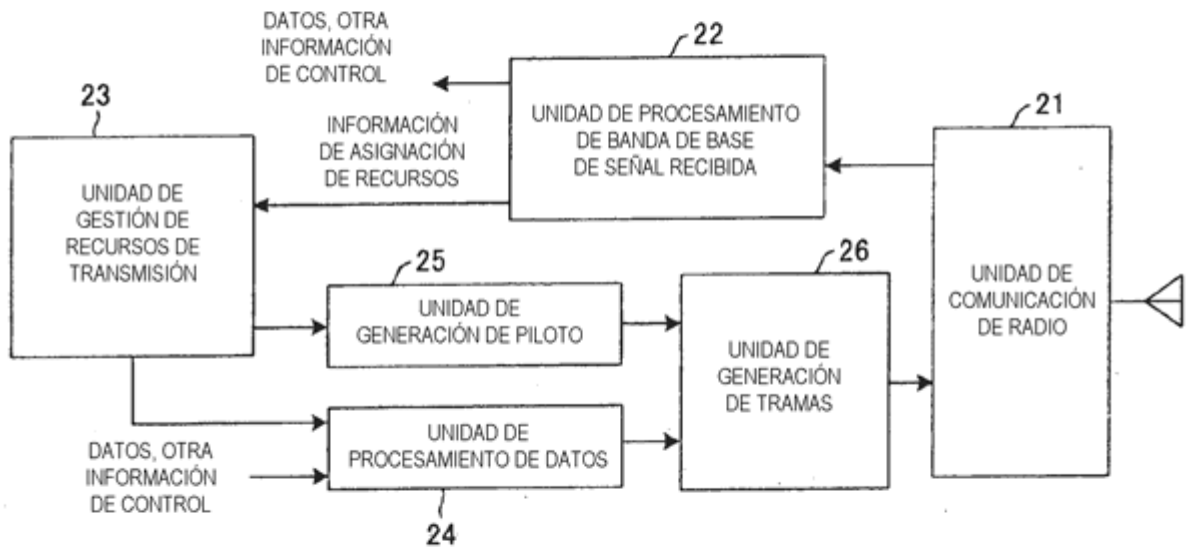 DATOS, OTRA
INFORMACIÓN
DE CONTROL
22
UNIDAD DE PROCESAMIENTO
DE BANDA DE BASE
DE SEÑAL RECIBIDA
21
UNIDAD DE
COMUNICACIÓN
DE RADIO
23
UNIDAD DE
GESTIÓN DE
RECURSOS DE
TRANSMISIÓN
INFORMACIÓN
DE ASIGNACIÓN
DE RECURSOS
25
UNIDAD DE
GENERACIÓN DE PILOTO
26
UNIDAD DE
GENERACIÓN
DE TRAMAS
DATOS, OTRA
INFORMACIÓN
DE CONTROL
UNIDAD DE
PROCESAMIENTO DE DATOS
24